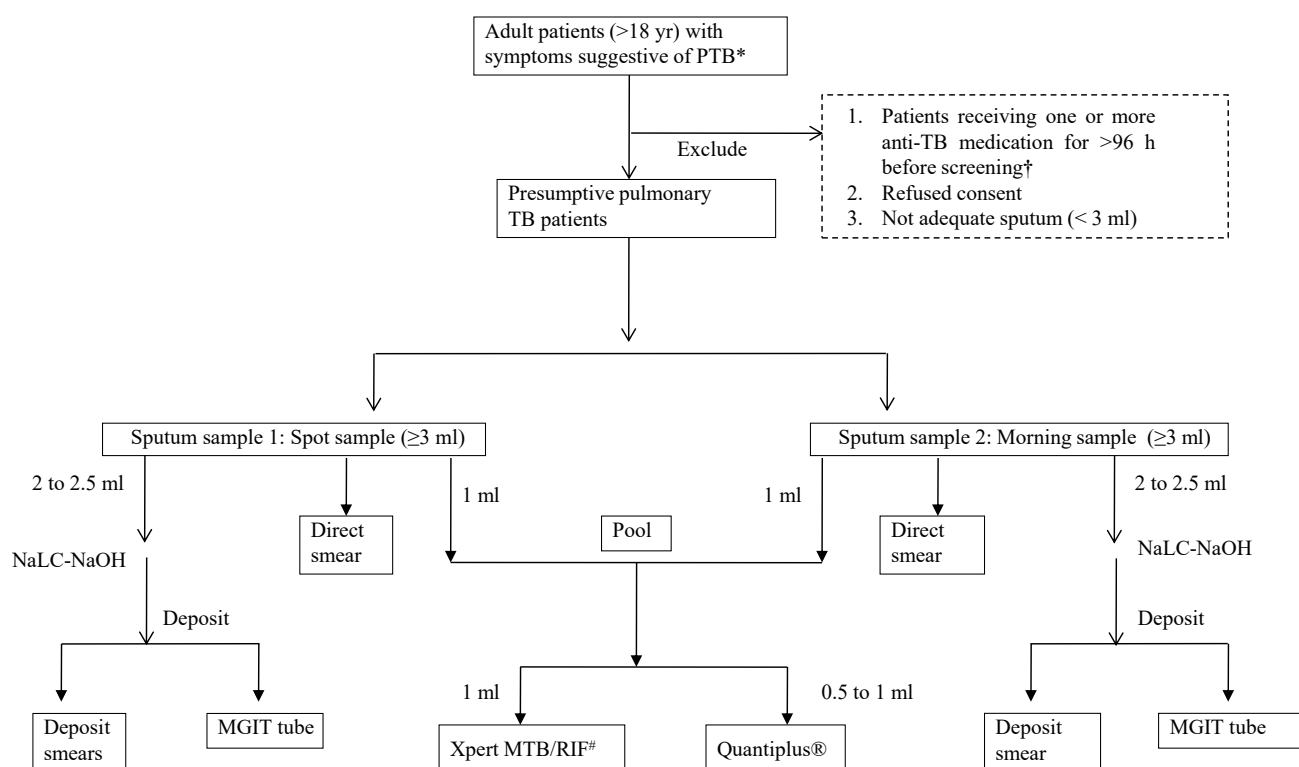 Adult patients (>18 yr) with
symptoms suggestive of PTB*
1. Patients receiving one or more
anti-TB medication for >96 h
before screening†
2. Refused consent
3. Not adequate sputum (< 3 ml)
Exclude
Presumptive pulmonary
TB patients
Sputum sample 1: Spot sample (≥3 ml)
Sputum sample 2: Morning sample (≥3 ml)
2 to 2.5 ml
1 ml
1 ml
2 to 2.5 ml
Direct
smear
Pool
Direct
smear
NaLC-NaOH
NaLC-NaOH
Deposit
Deposit
1 ml
0.5 to 1 ml
Deposit
smears
MGIT tube
Xpert MTB/RIF#
Quantiplus®
Deposit
smear
MGIT tube